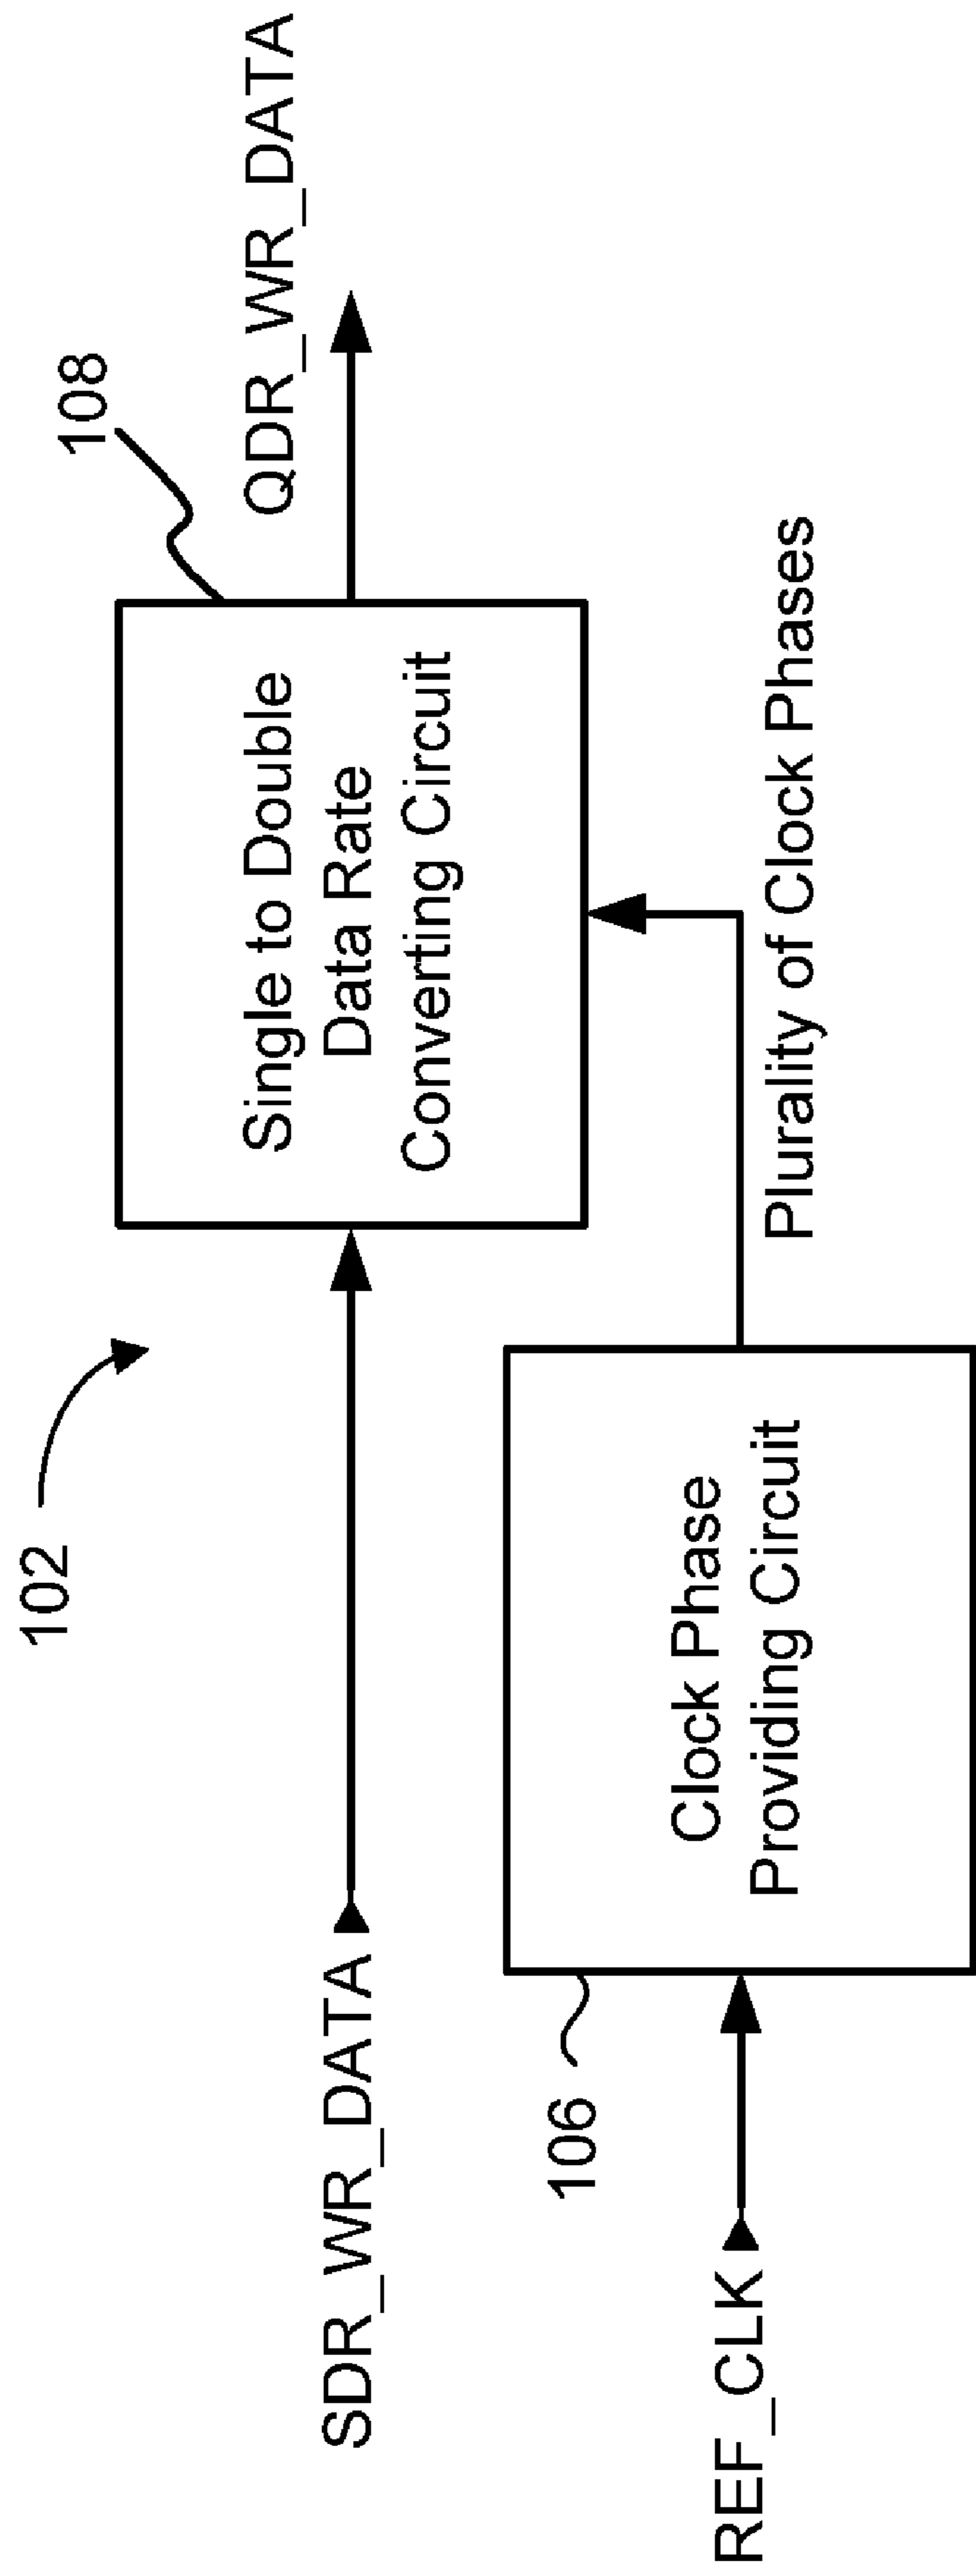 102
108
SDR_WR_DATA
Single to Double
Data Rate
Converting Circuit
QDR_WR_DATA
106
REF_CLK
Clock Phase
Providing Circuit
Plurality of Clock Phases